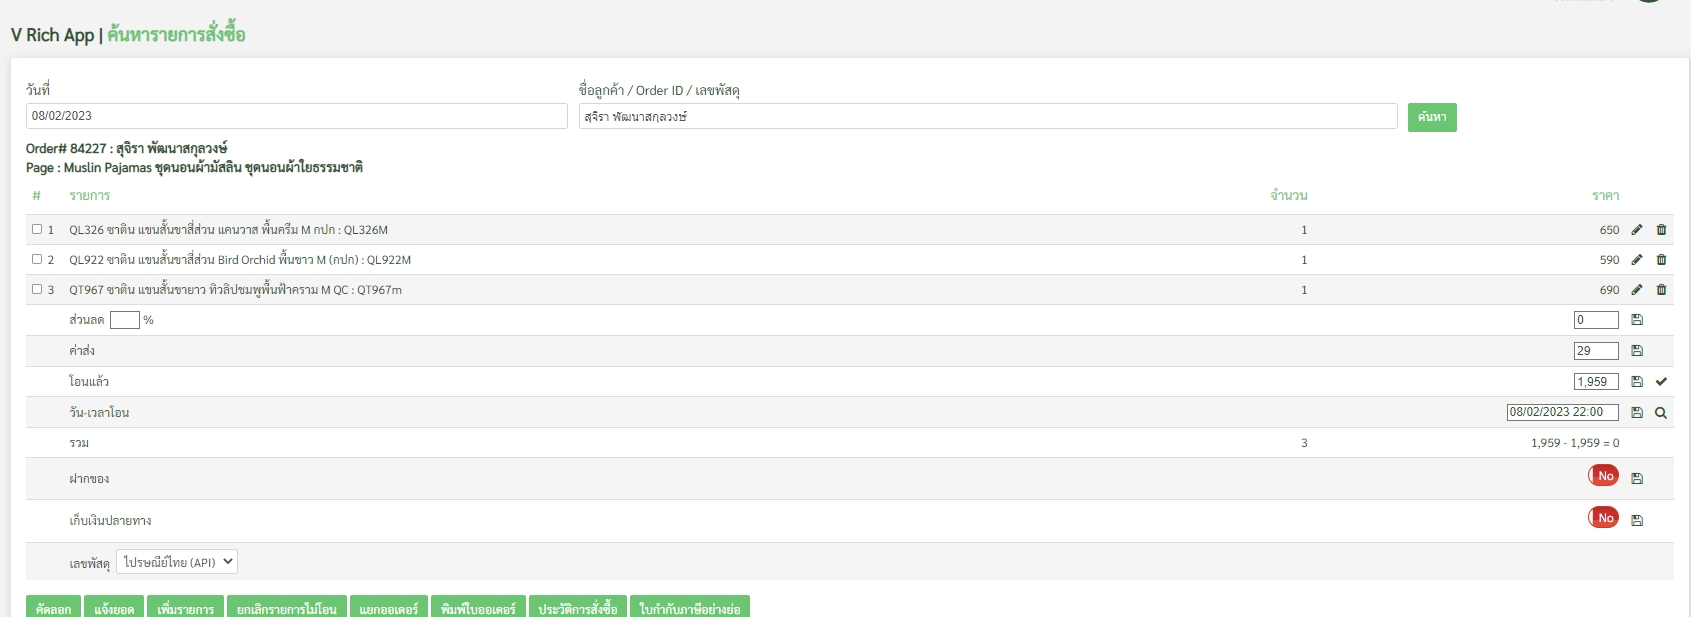 V Rich App | ค้นหารายการสั่งซื้อ
วันที่ ชื่อลูกค้า / Order ID / เลขพัสดุ
08/02/2023 สุจิรา พัฒนาสกุลวงษ์ ค้นหา
Order# 84227 : สุจิรา พัฒนาสกุลวงษ์
Page : Muslin Pajamas ชุดนอนผ้ามัสลิน ชุดนอนผ้าใยธรรมชาติ
# รายการ จำนวน ราคา
1 QL326 ซาติน แขนสั้นขาสี่ส่วน แคนวาส พื้นครีม M กปก : QL326M 1 650
2 QL922 ซาติน แขนสั้นขาสี่ส่วน Bird Orchid พื้นขาว M (กปก) : QL922M 1 590
3 QT967 ซาติน แขนสั้นขายาว ทิวลิปชมพูพื้นฟ้าคราม M QC : QT967m 1 690
ส่วนลด % 0
ค่าส่ง 29
โอนแล้ว 1,959
วัน-เวลาโอน 08/02/2023 22:00
รวม 3 1,959 - 1,959 = 0
ฝากของ No
เก็บเงินปลายทาง No
เลขพัสดุ ไปรษณีย์ไทย (API)
คัดลอก แจ้งยอด เพิ่มรายการ ยกเลิกรายการไม่โอน แยกออเดอร์ พิมพ์ใบออเดอร์ ประวัติการสั่งซื้อ ใบกำกับภาษีอย่างย่อ